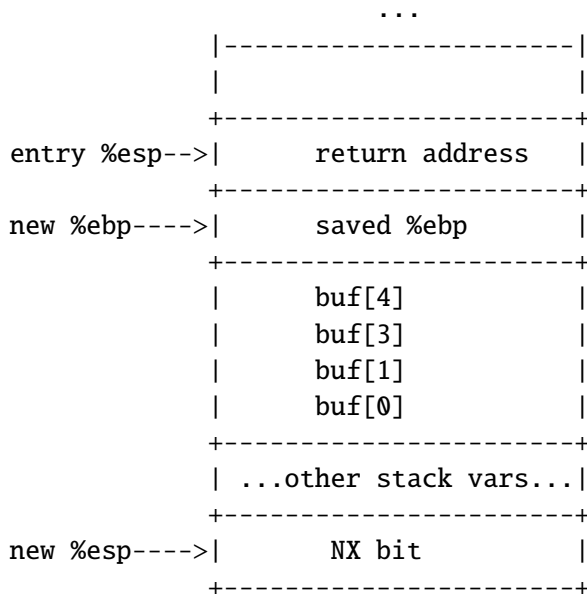 ...
|-----------------------|
|                       |
+-----------------------+
entry %esp-->|      return address   |
+-----------------------+
new %ebp---->|      saved %ebp       |
+-----------------------+
|      buf[4]           |
|      buf[3]           |
|      buf[1]           |
|      buf[0]           |
+-----------------------+
| ...other stack vars...|
+-----------------------+
new %esp---->|       NX bit          |
+-----------------------+